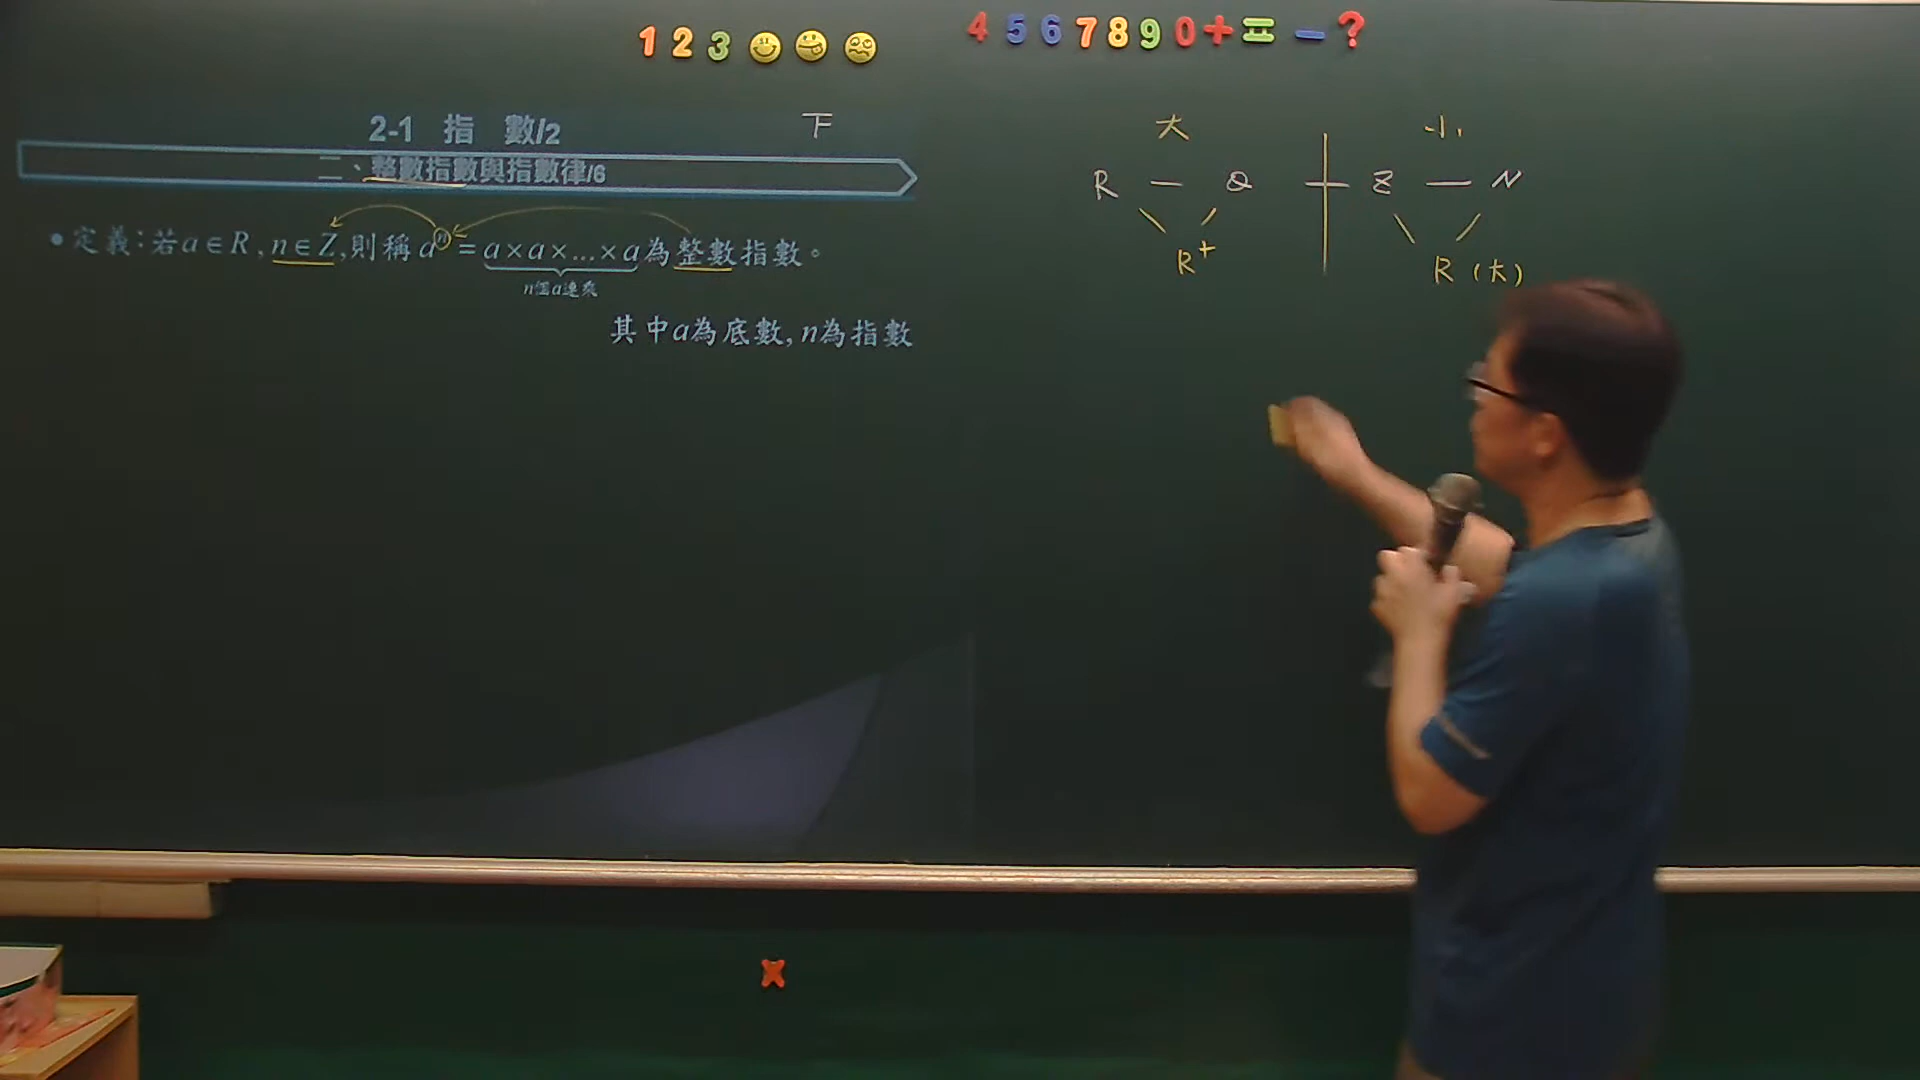 1 2 3
4 5 6 7 8 9 0 + = − ?
2-1 指 數/2
下
二、整數指數與指數律/6
•定義:若a∈R,n∈Z,則稱aⁿ=a×a×...×a為整數指數。
n個a連乘
其中a為底數,n為指數
大
小
R — Q
Z — N
R⁺
R (大)
x